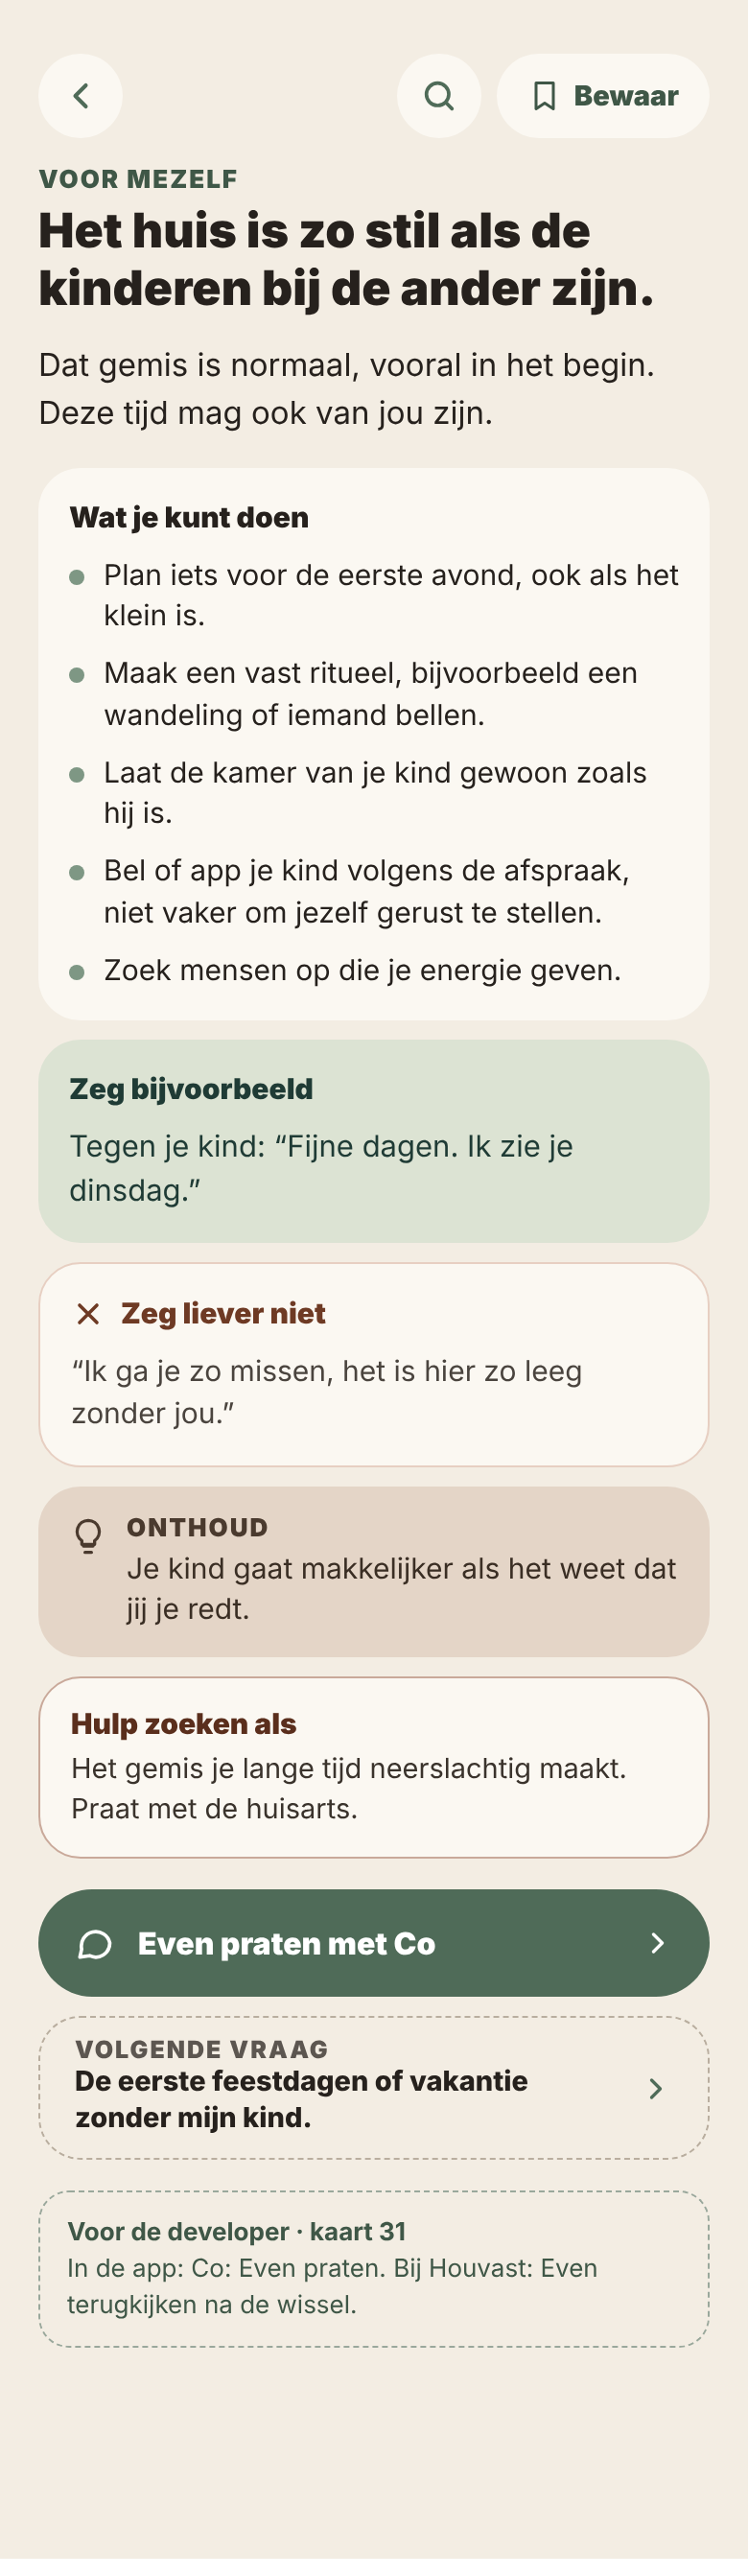 Bewaar
VOOR MEZELF
Het huis is zo stil als de
kinderen bij de ander zijn.
Dat gemis is normaal, vooral in het begin.
Deze tijd mag ook van jou zijn.
Wat je kunt doen
Plan iets voor de eerste avond, ook als het
klein is.
Maak een vast ritueel, bijvoorbeeld een
wandeling of iemand bellen.
Laat de kamer van je kind gewoon zoals
hij is.
Bel of app je kind volgens de afspraak,
niet vaker om jezelf gerust te stellen.
Zoek mensen op die je energie geven.
Zeg bijvoorbeeld
Tegen je kind: “Fijne dagen. Ik zie je
dinsdag.”
Zeg liever niet
“Ik ga je zo missen, het is hier zo leeg
zonder jou.”
ONTHOUD
Je kind gaat makkelijker als het weet dat
jij je redt.
Hulp zoeken als
Het gemis je lange tijd neerslachtig maakt.
Praat met de huisarts.
Even praten met Co
VOLGENDE VRAAG
De eerste feestdagen of vakantie
zonder mijn kind.
Voor de developer · kaart 31
In de app: Co: Even praten. Bij Houvast: Even
terugkijken na de wissel.